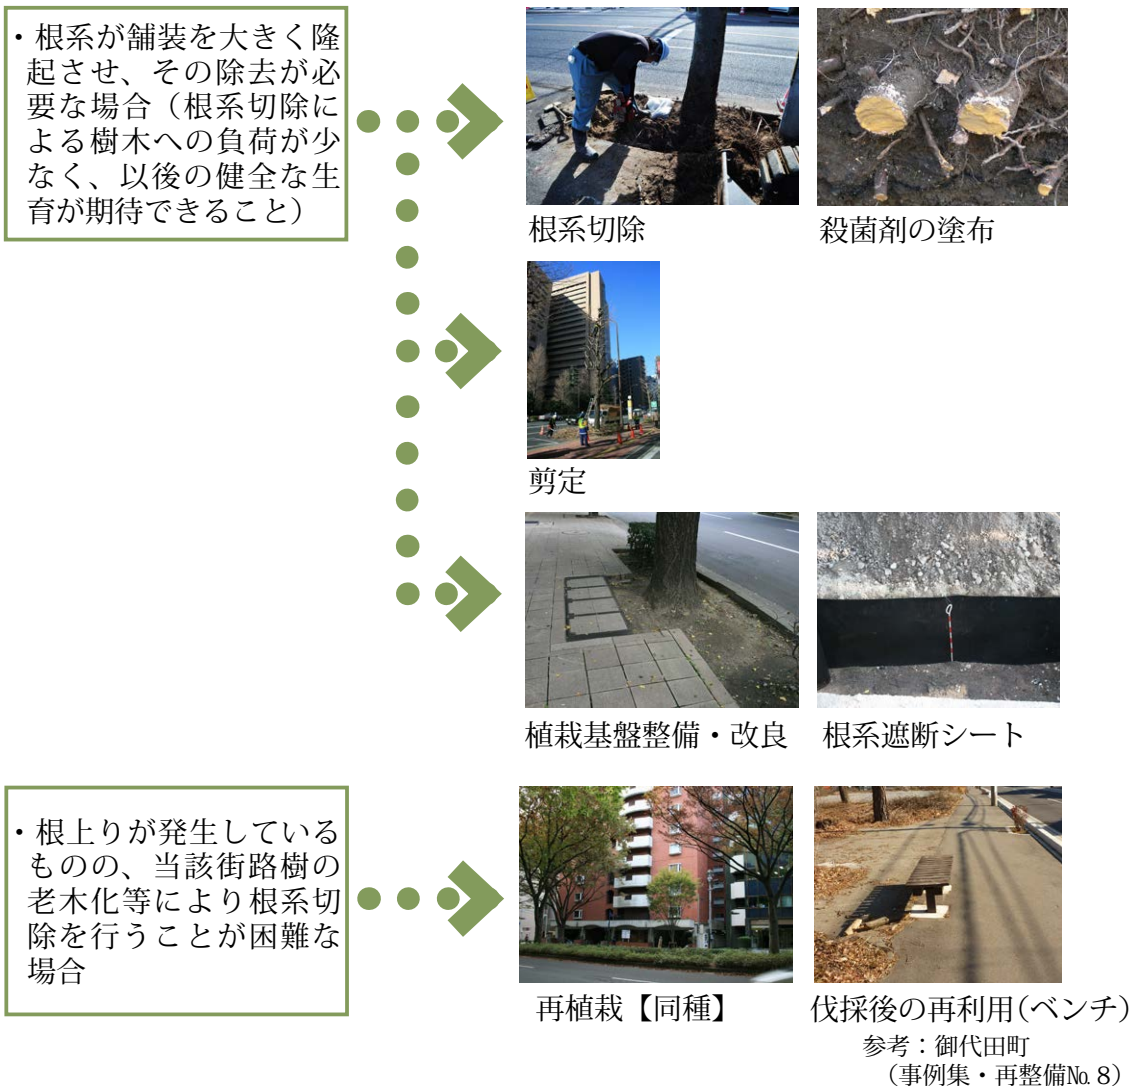 ・根系が舗装を大きく隆
起させ、その除去が必
要な場合（根系切除に
よる樹木への負荷が少
なく、以後の健全な生
育が期待できること）
根系切除
殺菌剤の塗布
剪定
植栽基盤整備・改良
根系遮断シート
・根上りが発生している
ものの、当該街路樹の
老木化等により根系切
除を行うことが困難な
場合
再植栽【同種】
伐採後の再利用（ベンチ）
参考：御代田町
（事例集・再整備№8）